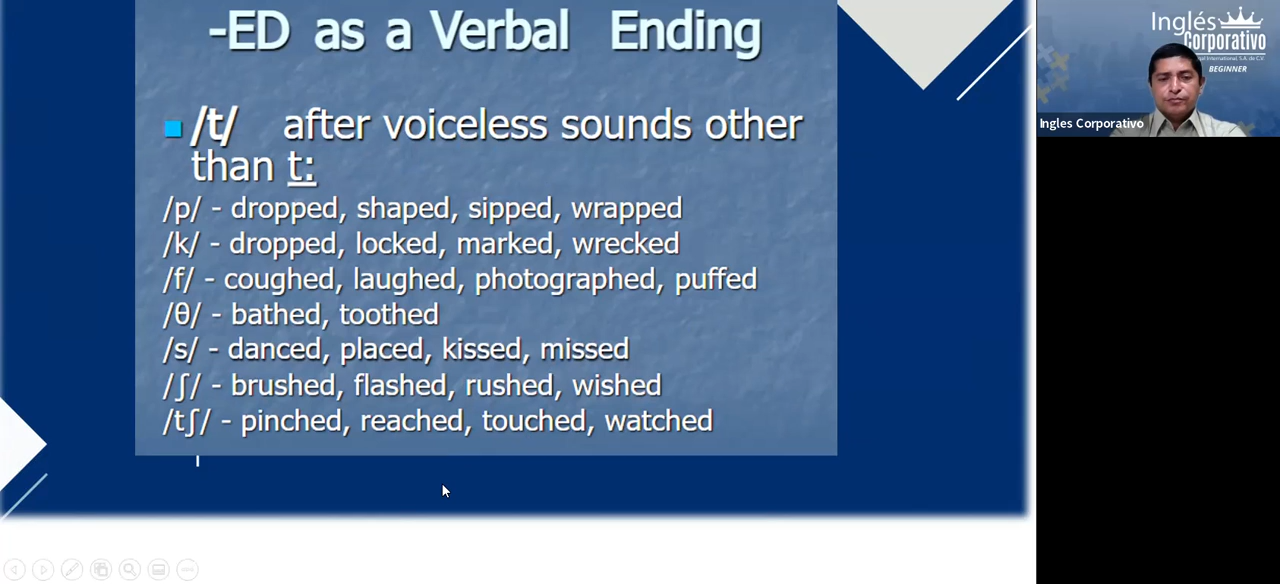 -ED as a Verbal Ending
/t/ after voiceless sounds other
than t:
/p/ - dropped, shaped, sipped, wrapped
/k/ - dropped, locked, marked, wrecked
/f/ - coughed, laughed, photographed, puffed
/θ/ - bathed, toothed
/s/ - danced, placed, kissed, missed
/ʃ/ - brushed, flashed, rushed, wished
/tʃ/ - pinched, reached, touched, watched
Inglés
Corporativo
International, S.A. de C.V.
BEGINNER
Ingles Corporativo